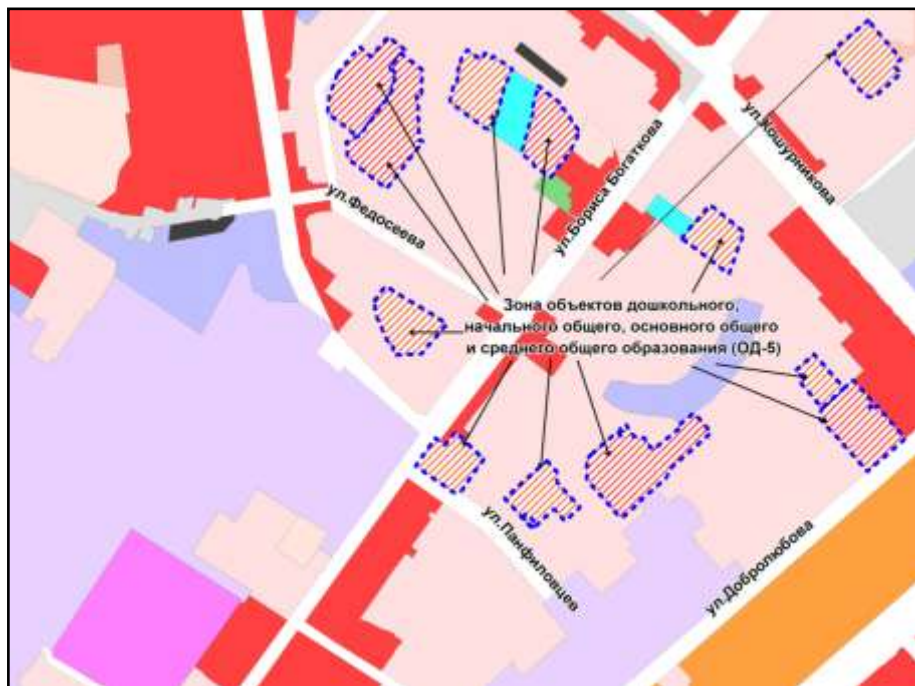 ул.Кошурникова
ул.Бориса Богаткова
ул.Федосеева
Зона объектов дошкольного,
начального общего, основного общего
и среднего общего образования (ОД-5)
ул.Панфиловцев
ул.Добролюбова